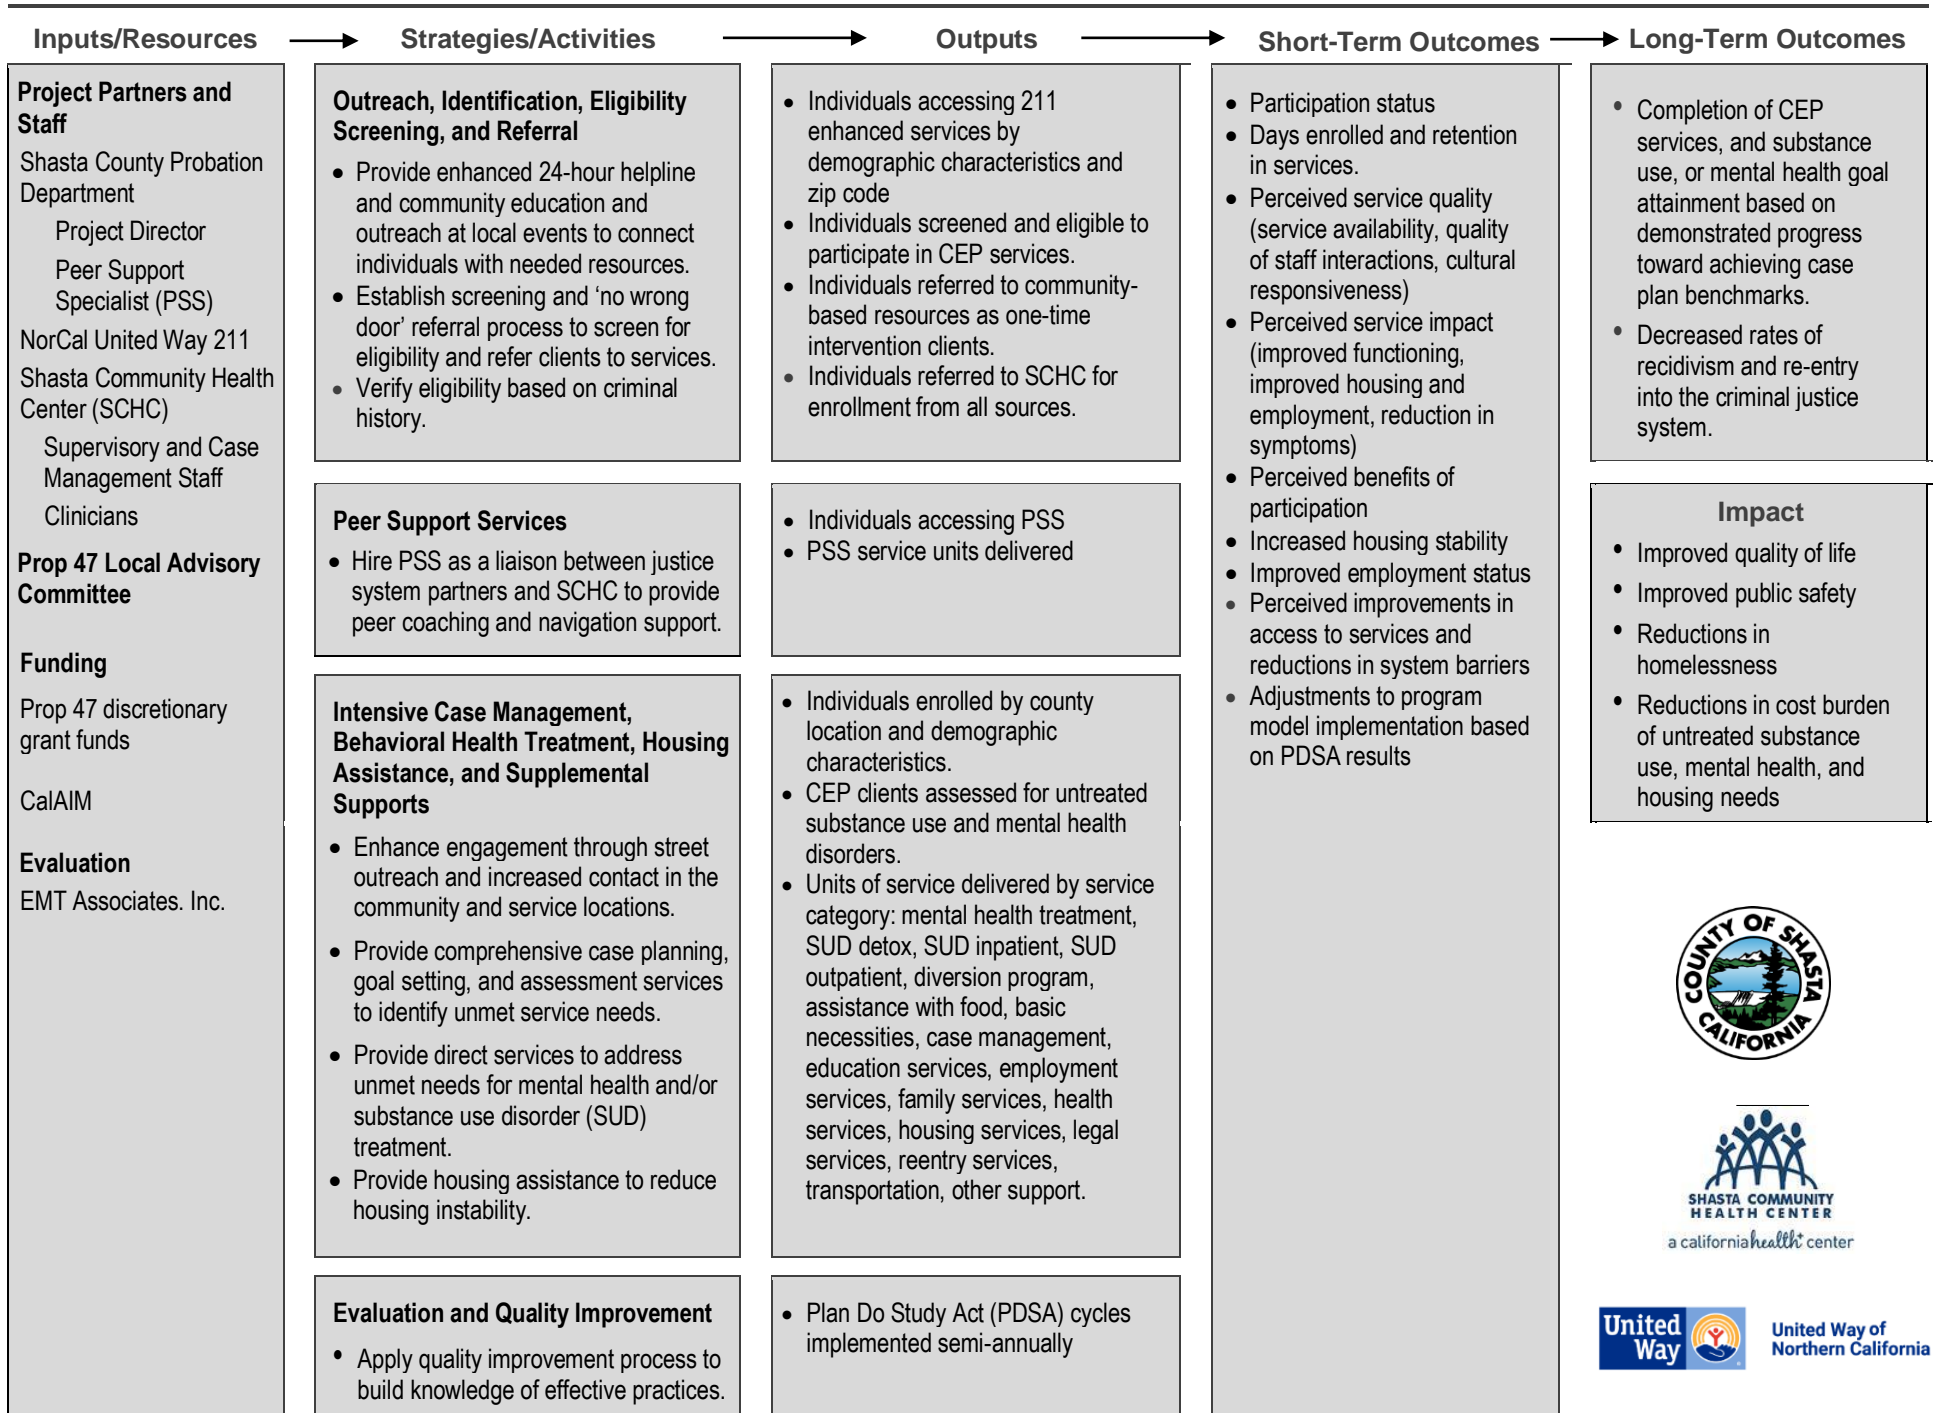 Inputs/Resources
Strategies/Activities
Outputs
Short-Term Outcomes
Long-Term Outcomes
Project Partners and
Staff
Shasta County Probation
Department
Project Director
Peer Support
Specialist (PSS)
NorCal United Way 211
Shasta Community Health
Center (SCHC)
Supervisory and Case
Management Staff
Clinicians
Prop 47 Local Advisory
Committee
Funding
Prop 47 discretionary
grant funds
CalAIM
Evaluation
EMT Associates. Inc.
Outreach, Identification, Eligibility
Screening, and Referral
• Provide enhanced 24-hour helpline
and community education and
outreach at local events to connect
individuals with needed resources.
• Establish screening and ‘no wrong
door’ referral process to screen for
eligibility and refer clients to services.
• Verify eligibility based on criminal
history.
Peer Support Services
• Hire PSS as a liaison between justice
system partners and SCHC to provide
peer coaching and navigation support.
Intensive Case Management,
Behavioral Health Treatment, Housing
Assistance, and Supplemental
Supports
• Enhance engagement through street
outreach and increased contact in the
community and service locations.
• Provide comprehensive case planning,
goal setting, and assessment services
to identify unmet service needs.
• Provide direct services to address
unmet needs for mental health and/or
substance use disorder (SUD)
treatment.
• Provide housing assistance to reduce
housing instability.
Evaluation and Quality Improvement
• Apply quality improvement process to
build knowledge of effective practices.
• Individuals accessing 211
enhanced services by
demographic characteristics and
zip code
• Individuals screened and eligible to
participate in CEP services.
• Individuals referred to community-
based resources as one-time
intervention clients.
• Individuals referred to SCHC for
enrollment from all sources.
• Individuals accessing PSS
• PSS service units delivered
• Individuals enrolled by county
location and demographic
characteristics.
• CEP clients assessed for untreated
substance use and mental health
disorders.
• Units of service delivered by service
category: mental health treatment,
SUD detox, SUD inpatient, SUD
outpatient, diversion program,
assistance with food, basic
necessities, case management,
education services, employment
services, family services, health
services, housing services, legal
services, reentry services,
transportation, other support.
• Plan Do Study Act (PDSA) cycles
implemented semi-annually
• Participation status
• Days enrolled and retention
in services.
• Perceived service quality
(service availability, quality
of staff interactions, cultural
responsiveness)
• Perceived service impact
(improved functioning,
improved housing and
employment, reduction in
symptoms)
• Perceived benefits of
participation
• Increased housing stability
• Improved employment status
• Perceived improvements in
access to services and
reductions in system barriers
• Adjustments to program
model implementation based
on PDSA results
• Completion of CEP
services, and substance
use, or mental health goal
attainment based on
demonstrated progress
toward achieving case
plan benchmarks.
• Decreased rates of
recidivism and re-entry
into the criminal justice
system.
Impact
• Improved quality of life
• Improved public safety
• Reductions in
homelessness
• Reductions in cost burden
of untreated substance
use, mental health, and
housing needs
COUNTY OF SHASTA
CALIFORNIA
SHASTA COMMUNITY
HEALTH CENTER
a california health+ center
United
Way
United Way of
Northern California